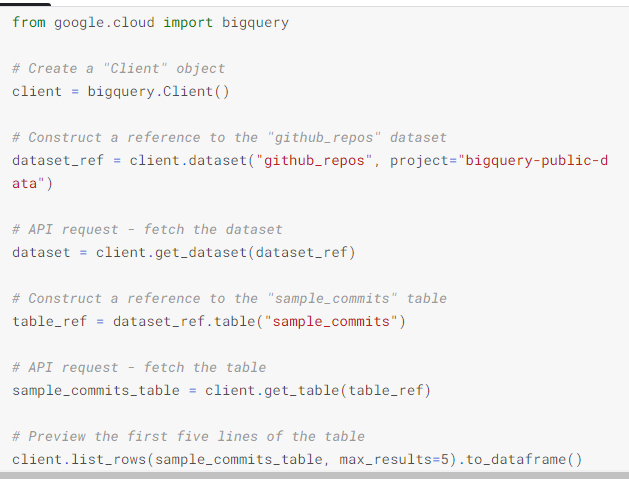 from google.cloud import bigquery
# Create a "Client" object
client = bigquery.Client()
# Construct a reference to the "github_repos" dataset
dataset_ref = client.dataset("github_repos", project="bigquery-public-d
ata")
# API request - fetch the dataset
dataset = client.get_dataset(dataset_ref)
# Construct a reference to the "sample_commits" table
table_ref = dataset_ref.table("sample_commits")
# API request - fetch the table
sample_commits_table = client.get_table(table_ref)
# Preview the first five lines of the table
client.list_rows(sample_commits_table, max_results=5).to_dataframe()